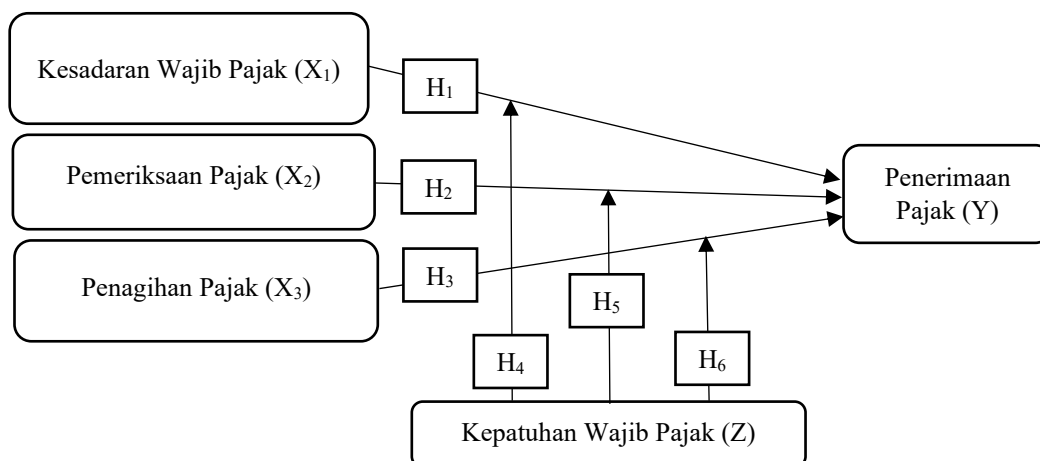 Kesadaran Wajib Pajak (X₁)
H₁
Pemeriksaan Pajak (X₂)
H₂
Penerimaan
Pajak (Y)
Penagihan Pajak (X₃)
H₃
H₅
H₄
H₆
Kepatuhan Wajib Pajak (Z)